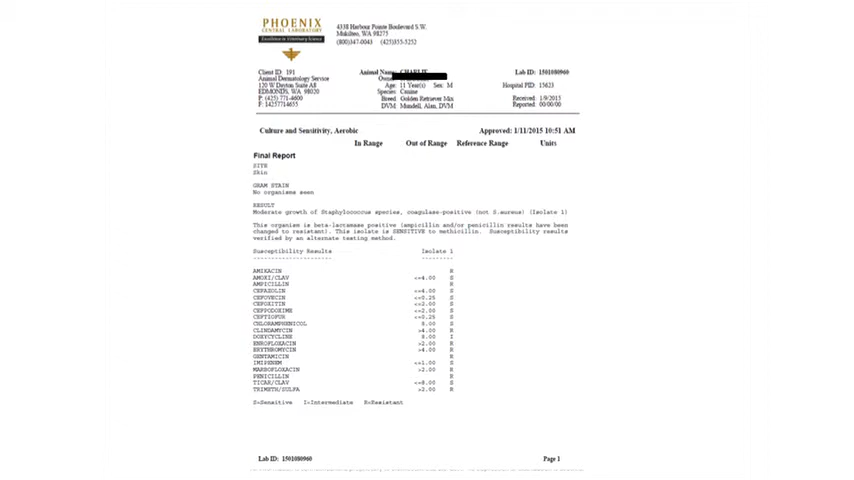 PHOENIX
CENTRAL LABORATORY
Excellence in Veterinary Science
4338 Harbour Pointe Boulevard S.W.
Mukilteo, WA 98275
(800)347-0043 (425)355-5252
Client ID: 191
Animal Dermatology Service
120 W Dayton Suite A8
EDMONDS, WA 98020
P: (425) 771-4600
F: 14257714655
Animal Name: CHARLIE
Owner
Age: 11 Year(s) Sex: M
Species: Canine
Breed: Golden Retriever Mix
DVM: Mundell, Alan, DVM
Lab ID: 1501080960
Hospital PID: 15623
Received: 1/9/2015
Reported: 00/00/00
Culture and Sensitivity, Aerobic Approved: 1/11/2015 10:51 AM
In Range Out of Range Reference Range Units
Final Report
SITE
Skin
GRAM STAIN
No organisms seen
RESULT
Moderate growth of Staphylococcus species, coagulase-positive (not S.aureus) (Isolate 1)
This organism is beta-lactamase positive (ampicillin and/or penicillin results have been
changed to resistant). This isolate is SENSITIVE to methicillin. Susceptibility results
verified by an alternate testing method.
Susceptibility Results Isolate 1
AMIKACIN R
AMOXI/CLAV <=4.00 S
AMPICILLIN R
CEFAZOLIN <=4.00 S
CEFOVECIN <=0.25 S
CEFOXITIN <=2.00 S
CEFPODOXIME <=2.00 S
CEFTIOFUR <=0.25 S
CHLORAMPHENICOL 8.00 S
CLINDAMYCIN >4.00 R
DOXYCYCLINE 8.00 I
ENROFLOXACIN >2.00 R
ERYTHROMYCIN >4.00 R
GENTAMICIN R
IMIPENEM <=1.00 S
MARBOFLOXACIN >2.00 R
PENICILLIN R
TICAR/CLAV <=8.00 S
TRIMETH/SULFA >2.00 R
S=Sensitive I=Intermediate R=Resistant
Lab ID: 1501080960 Page 1